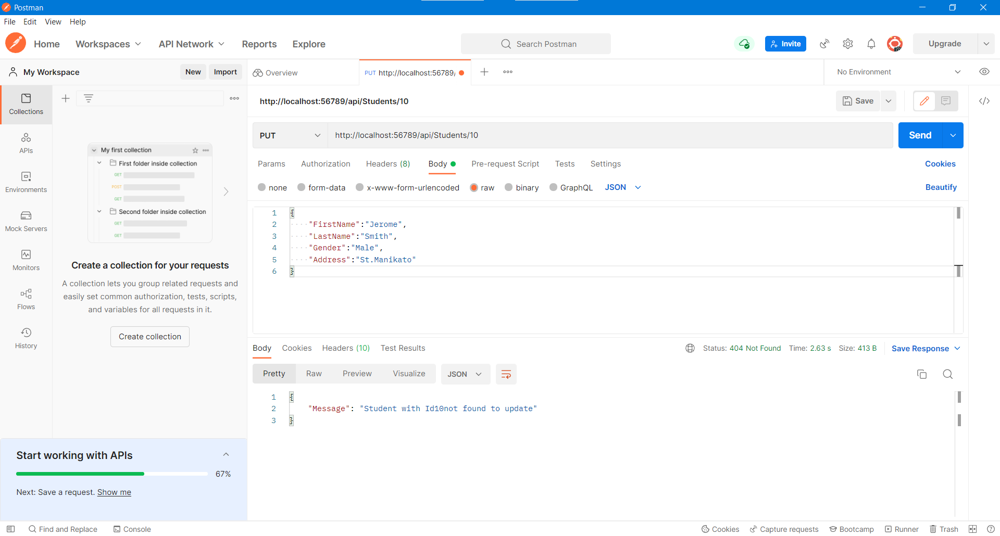 Postman
File Edit View Help
Home Workspaces API Network Reports Explore Search Postman Invite Upgrade
My Workspace New Import Overview PUT http://localhost:56789/ No Environment
Collections
APIs
Environments
Mock Servers
Monitors
Flows
History
My first collection
First folder inside collection
GET
POST
GET
Second folder inside collection
GET
GET
Create a collection for your requests
A collection lets you group related requests and
easily set common authorization, tests, scripts,
and variables for all requests in it.
Create collection
Start working with APIs
67%
Next: Save a request. Show me
http://localhost:56789/api/Students/10 Save
PUT http://localhost:56789/api/Students/10 Send
Params Authorization Headers (8) Body Pre-request Script Tests Settings Cookies
none form-data x-www-form-urlencoded raw binary GraphQL JSON Beautify
1 {
2 "FirstName":"Jerome",
3 "LastName":"Smith",
4 "Gender":"Male",
5 "Address":"St.Manikato"
6 }
Body Cookies Headers (10) Test Results Status: 404 Not Found Time: 2.63 s Size: 413 B Save Response
Pretty Raw Preview Visualize JSON
1 {
2 "Message": "Student with Id10not found to update"
3 }
Find and Replace Console Cookies Capture requests Bootcamp Runner Trash